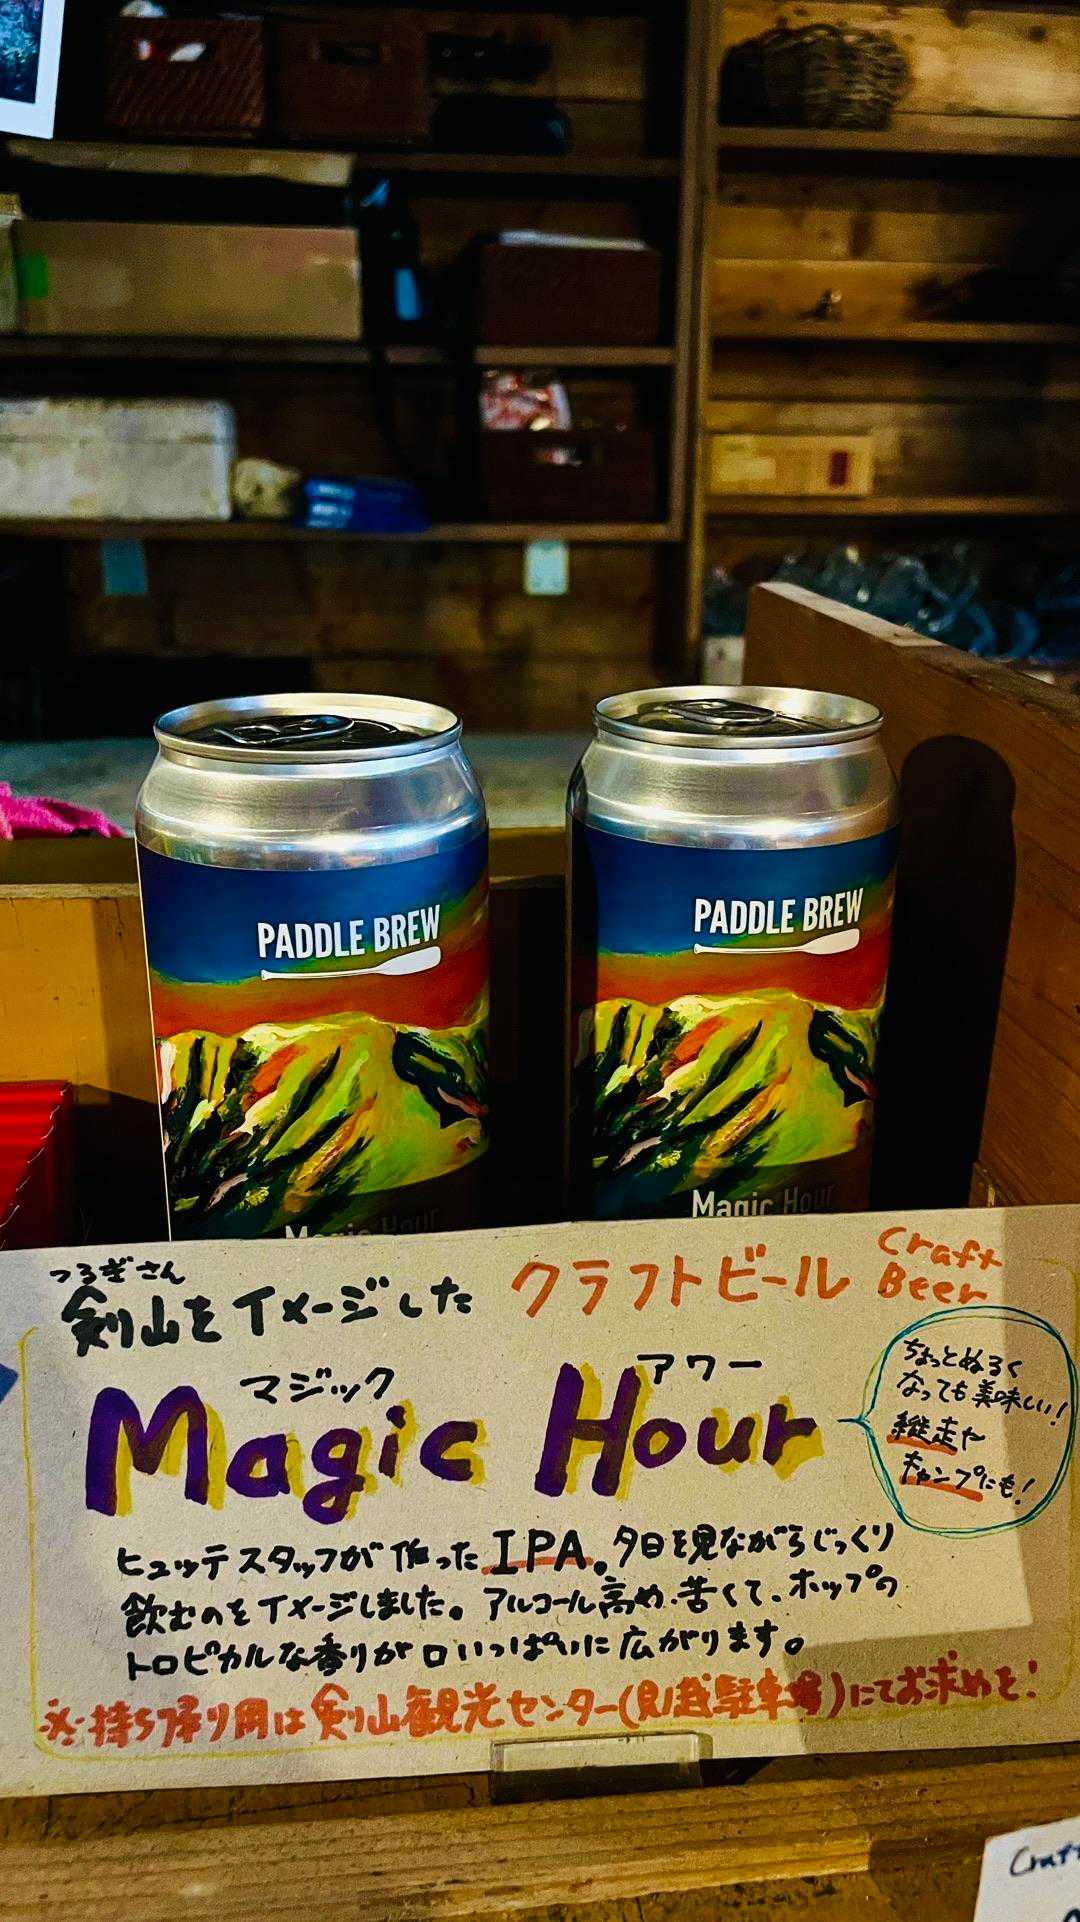 PADDLE BREW
PADDLE BREW
Magic Hour
Magic Hour
つるぎさん
剣山をイメージした
クラフトビール
Craft
Beer
マジック
アワー
Magic Hour
ちょっとぬるく
なっても美味しい!
縦走や
キャンプにも!
ヒュッテスタッフが作ったIPA。夕日を見ながらじっくり
飲むのをイメージしました。アルコール高め、苦くて、ホップの
トロピカルな香りが口いっぱいに広がります。
※持ち帰り用は剣山観光センター(見ノ越駐車場)にてお求めを!
Craft